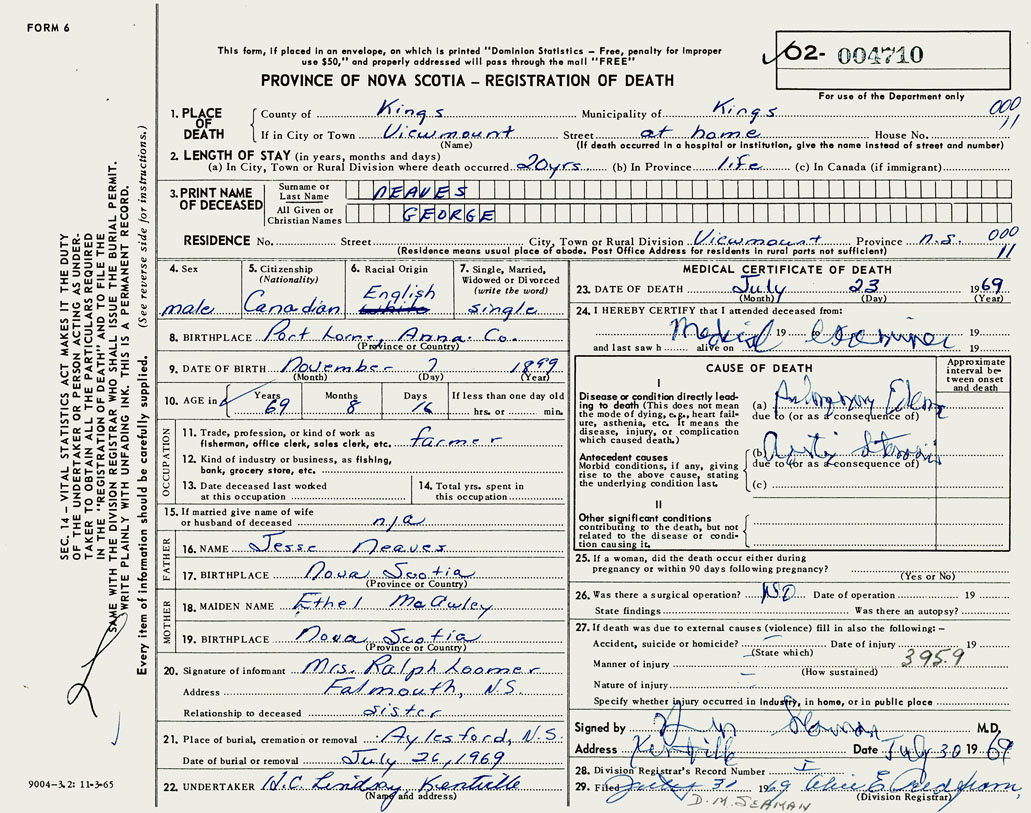 FORM 6
This form, if placed in an envelope, on which is printed "Dominion Statistics – Free, penalty for improper
use $50," and properly addressed will pass through the mail "FREE"
PROVINCE OF NOVA SCOTIA – REGISTRATION OF DEATH
02- 004710
For use of the Department only
1. PLACE OF DEATH
County of Kings Municipality of Kings 000
If in City or Town Viewmount Street at home House No. 11
(Name) (If death occurred in a hospital or institution, give the name instead of street and number)
2. LENGTH OF STAY (in years, months and days)
(a) In City, Town or Rural Division where death occurred 20yrs. (b) In Province life (c) In Canada (if immigrant)
3. PRINT NAME OF DECEASED
Surname or Last Name NEAVES
All Given or Christian Names GEORGE
RESIDENCE No. Street City, Town or Rural Division Viewmount Province N.S. 000
(Residence means usual place of abode. Post Office Address for residents in rural parts not sufficient) 11
4. Sex male
5. Citizenship (Nationality) Canadian
6. Racial Origin English White
7. Single, Married, Widowed or Divorced (write the word) single
8. BIRTHPLACE Port Lorne, Anna. Co.
(Province or Country)
9. DATE OF BIRTH November 7 1899
(Month) (Day) (Year)
10. AGE in Years 69 Months 8 Days 16 If less than one day old hrs. or min.
OCCUPATION
11. Trade, profession, or kind of work as
fisherman, office clerk, sales clerk, etc. farmer
12. Kind of industry or business, as fishing,
bank, grocery store, etc.
13. Date deceased last worked at this occupation
14. Total yrs. spent in this occupation
15. If married give name of wife
or husband of deceased n/a
FATHER
16. NAME Jesse Neaves
17. BIRTHPLACE Nova Scotia
(Province or Country)
MOTHER
18. MAIDEN NAME Ethel McAwley
19. BIRTHPLACE Nova Scotia
(Province or Country)
20. Signature of informant Mrs. Ralph Loomer
Address Falmouth, N.S.
Relationship to deceased sister
21. Place of burial, cremation or removal Aylesford, N.S.
Date of burial or removal July 26, 1969
22. UNDERTAKER N.C. Lindsay Kentville
(Name and address)
MEDICAL CERTIFICATE OF DEATH
23. DATE OF DEATH July 23 1969
(Month) (Day) (Year)
24. I HEREBY CERTIFY that I attended deceased from:
Medical 19 to Examiner 19
and last saw h alive on 19
CAUSE OF DEATH
Approximate interval between onset and death
I
Disease or condition directly lead-
ing to death (This does not
mean the mode of dying, e.g., heart fail-
ure, asthenia, etc. It means the
disease, injury, or complication
which caused death.)
(a) Pulmonary Edema
due to (or as a consequence of)
Antecedent causes
Morbid conditions, if any, giving
rise to the above cause, stating
the underlying condition last.
(b) Aortic Stenosis
due to (or as a consequence of)
(c)
II
Other significant conditions
contributing to the death, but not
related to the disease or condi-
tion causing it.
25. If a woman, did the death occur either during
pregnancy or within 90 days following pregnancy?
(Yes or No)
26. Was there a surgical operation? NO Date of operation 19
State findings Was there an autopsy?
27. If death was due to external causes (violence) fill in also the following: –
Accident, suicide or homicide? Date of injury 19
(State which) 395.9
Manner of injury
(How sustained)
Nature of injury
Specify whether injury occurred in Industry, in home, or in public place
Signed by M.D.
Address Kentville Date July 30 1969
28. Division Registrar's Record Number I
29. Filed July 31 1969 Alice E
(Division Registrar)
D.M. SEAMAN
SEC. 14 – VITAL STATISTICS ACT MAKES IT THE DUTY
OF THE UNDERTAKER OR PERSON ACTING AS UNDER-
TAKER TO OBTAIN ALL THE PARTICULARS REQUIRED
IN THE "REGISTRATION OF DEATH" AND TO FILE THE
SAME WITH THE DIVISION REGISTRAR WHO SHALL ISSUE THE BURIAL PERMIT.
WRITE PLAINLY WITH UNFADING INK. THIS IS A PERMANENT RECORD.
Every item of information should be carefully supplied. (See reverse side for instructions.)
9004-3.2: 11-3-65